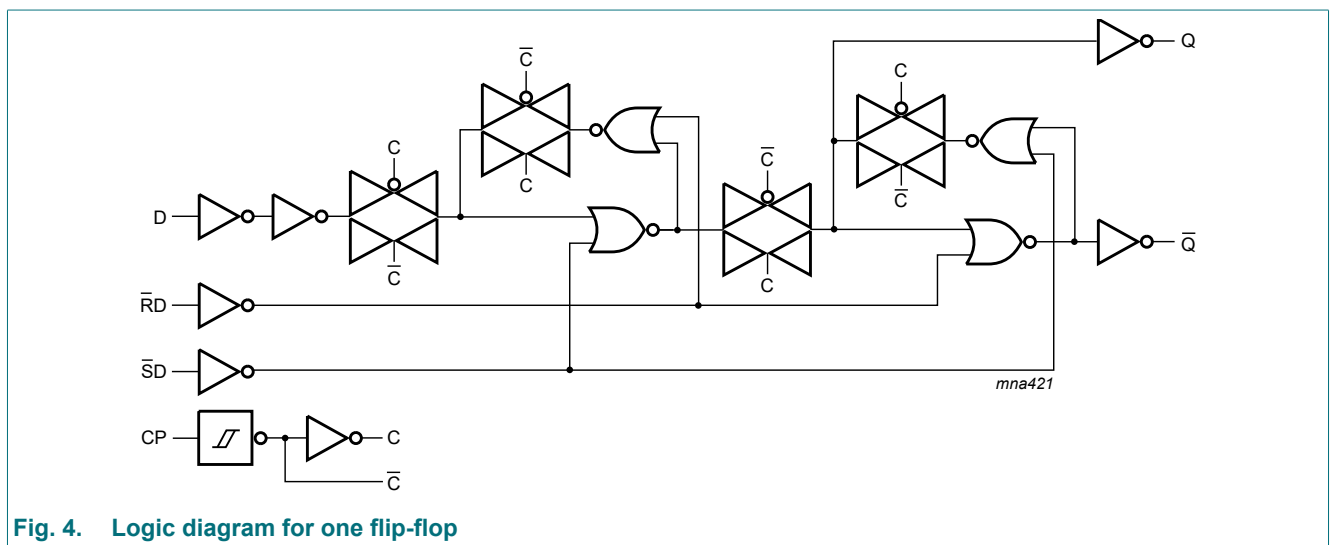 C̅
C
Q
C
C
C̅
C̅
D
C̅
C
Q̅
R̅D
S̅D
mna421
CP
C
C̅
Fig. 4. Logic diagram for one flip-flop